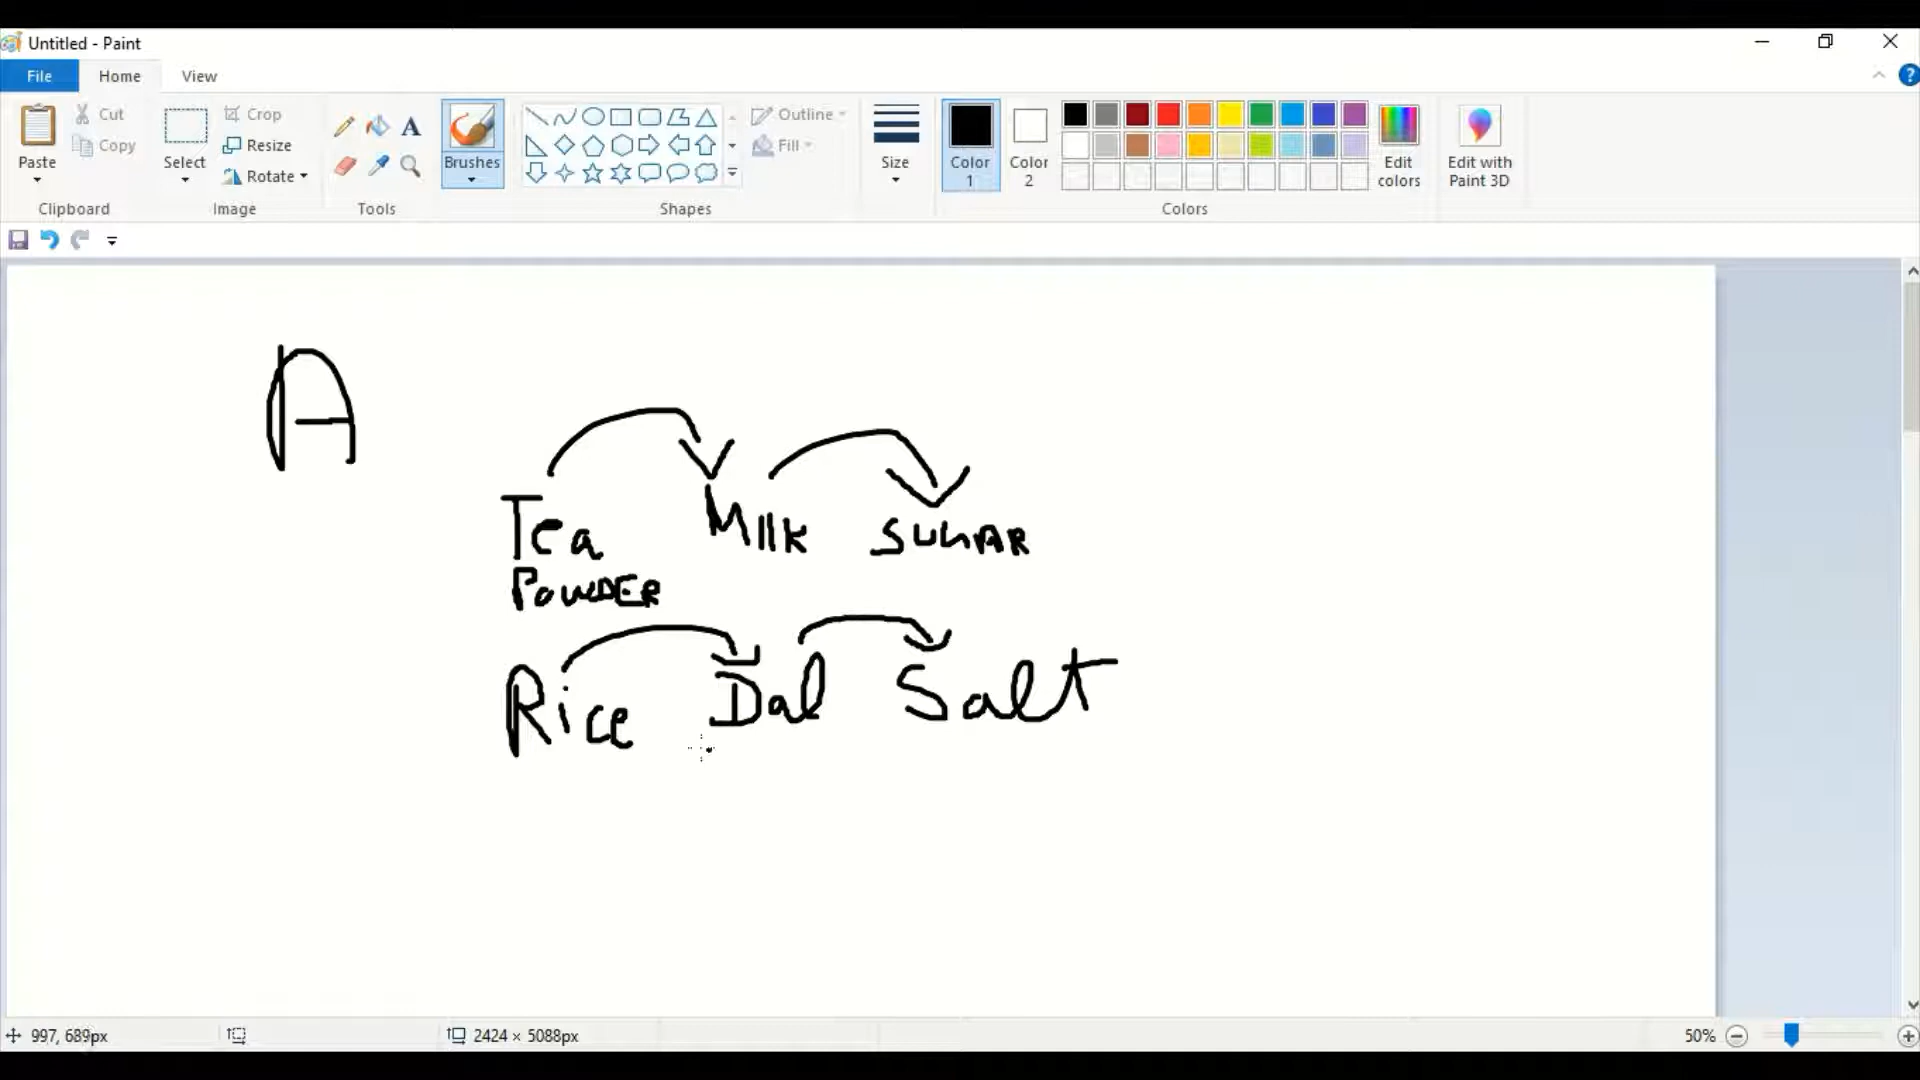 Untitled - Paint
File Home View
Paste Cut Copy Clipboard
Select Crop Resize Rotate Image
Tools
Brushes
Shapes
Outline Fill
Size
Color 1 Color 2
Edit colors
Colors
Edit with Paint 3D
A
Tea MIlK SUGAR
POWDER
Rice Dal Salt
997, 689px 2424 × 5088px 50%